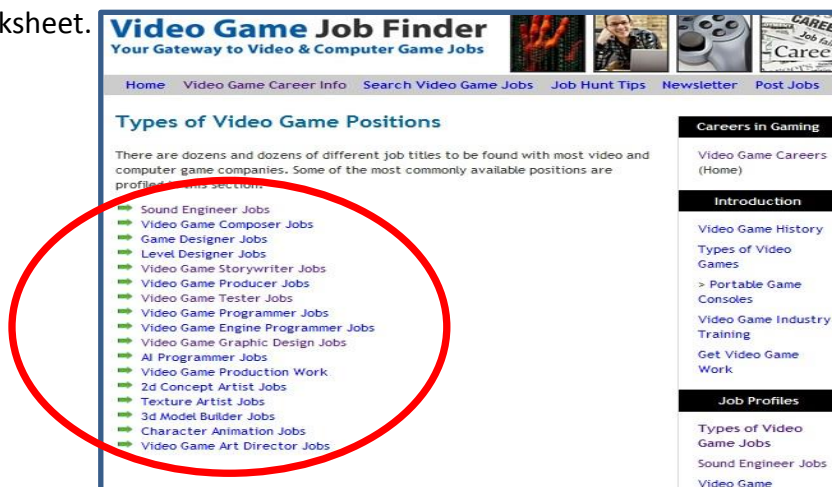 ksheet.
Video Game Job Finder
Your Gateway to Video & Computer Game Jobs
CAREE
Job fai
Caree
Home Video Game Career Info Search Video Game Jobs Job Hunt Tips Newsletter Post Jobs
Types of Video Game Positions
There are dozens and dozens of different job titles to be found with most video and
computer game companies. Some of the most commonly available positions are
profiled in this section.
Sound Engineer Jobs
Video Game Composer Jobs
Game Designer Jobs
Level Designer Jobs
Video Game Storywriter Jobs
Video Game Producer Jobs
Video Game Tester Jobs
Video Game Programmer Jobs
Video Game Engine Programmer Jobs
Video Game Graphic Design Jobs
AI Programmer Jobs
Video Game Production Work
2d Concept Artist Jobs
Texture Artist Jobs
3d Model Builder Jobs
Character Animation Jobs
Video Game Art Director Jobs
Careers in Gaming
Video Game Careers
(Home)
Introduction
Video Game History
Types of Video
Games
> Portable Game
Consoles
Video Game Industry
Training
Get Video Game
Work
Job Profiles
Types of Video
Game Jobs
Sound Engineer Jobs
Video Game